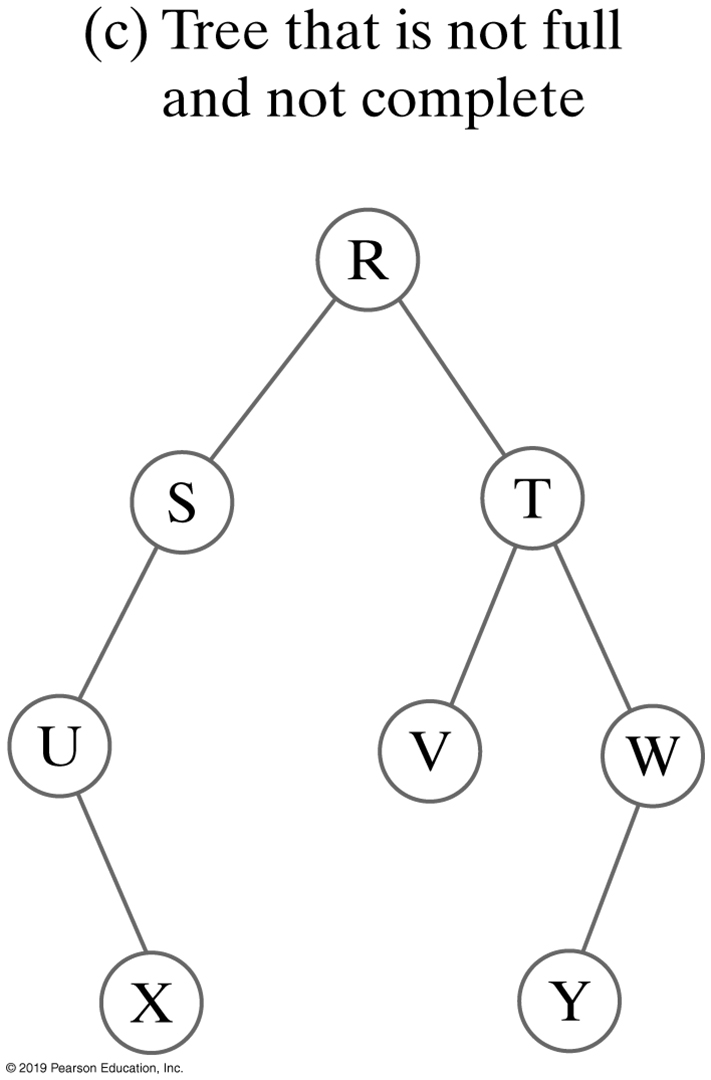 (c) Tree that is not full
and not complete
R
S
T
U
V
W
X
Y
© 2019 Pearson Education, Inc.